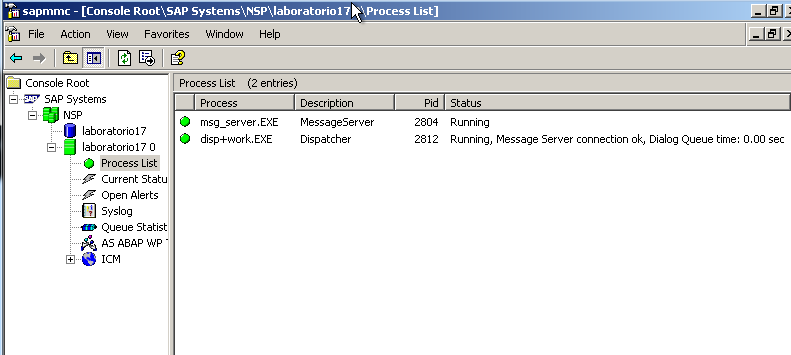 sapmmc - [Console Root\SAP Systems\NSP\laboratorio17 \Process List]
File Action View Favorites Window Help
Console Root
SAP SAP Systems
NSP
laboratorio17
laboratorio17 0
Process List
Current Statu
Open Alerts
Syslog
Queue Statist
AS ABAP WP T
ICM
Process List (2 entries)
Process Description Pid Status
msg_server.EXE MessageServer 2804 Running
disp+work.EXE Dispatcher 2812 Running, Message Server connection ok, Dialog Queue time: 0.00 sec